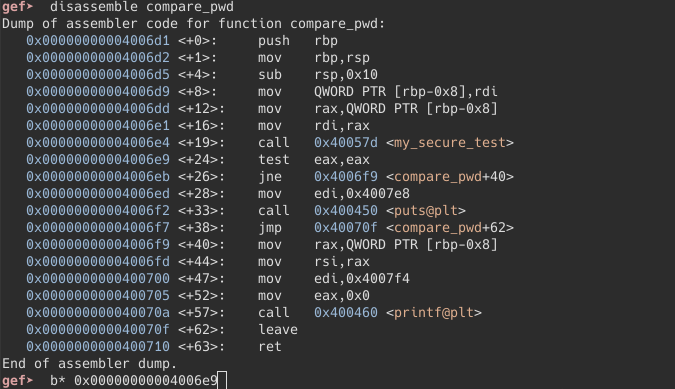 gef➤  disassemble compare_pwd
Dump of assembler code for function compare_pwd:
   0x00000000004006d1 <+0>:     push   rbp
   0x00000000004006d2 <+1>:     mov    rbp,rsp
   0x00000000004006d5 <+4>:     sub    rsp,0x10
   0x00000000004006d9 <+8>:     mov    QWORD PTR [rbp-0x8],rdi
   0x00000000004006dd <+12>:    mov    rax,QWORD PTR [rbp-0x8]
   0x00000000004006e1 <+16>:    mov    rdi,rax
   0x00000000004006e4 <+19>:    call   0x40057d <my_secure_test>
   0x00000000004006e9 <+24>:    test   eax,eax
   0x00000000004006eb <+26>:    jne    0x4006f9 <compare_pwd+40>
   0x00000000004006ed <+28>:    mov    edi,0x4007e8
   0x00000000004006f2 <+33>:    call   0x400450 <puts@plt>
   0x00000000004006f7 <+38>:    jmp    0x40070f <compare_pwd+62>
   0x00000000004006f9 <+40>:    mov    rax,QWORD PTR [rbp-0x8]
   0x00000000004006fd <+44>:    mov    rsi,rax
   0x0000000000400700 <+47>:    mov    edi,0x4007f4
   0x0000000000400705 <+52>:    mov    eax,0x0
   0x000000000040070a <+57>:    call   0x400460 <printf@plt>
   0x000000000040070f <+62>:    leave
   0x0000000000400710 <+63>:    ret
End of assembler dump.
gef➤  b* 0x00000000004006e9